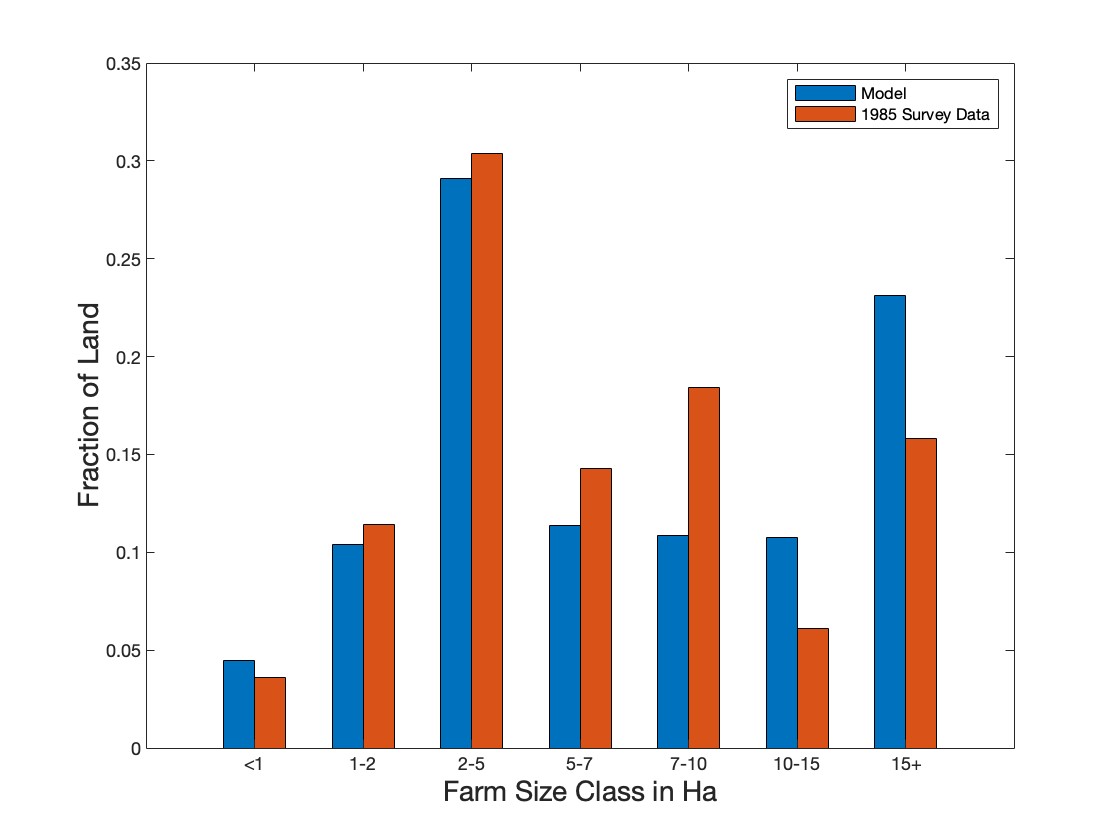 0.35
0.3
0.25
0.2
0.15
0.1
0.05
0
Fraction of Land
Model
1985 Survey Data
<1 1-2 2-5 5-7 7-10 10-15 15+
Farm Size Class in Ha